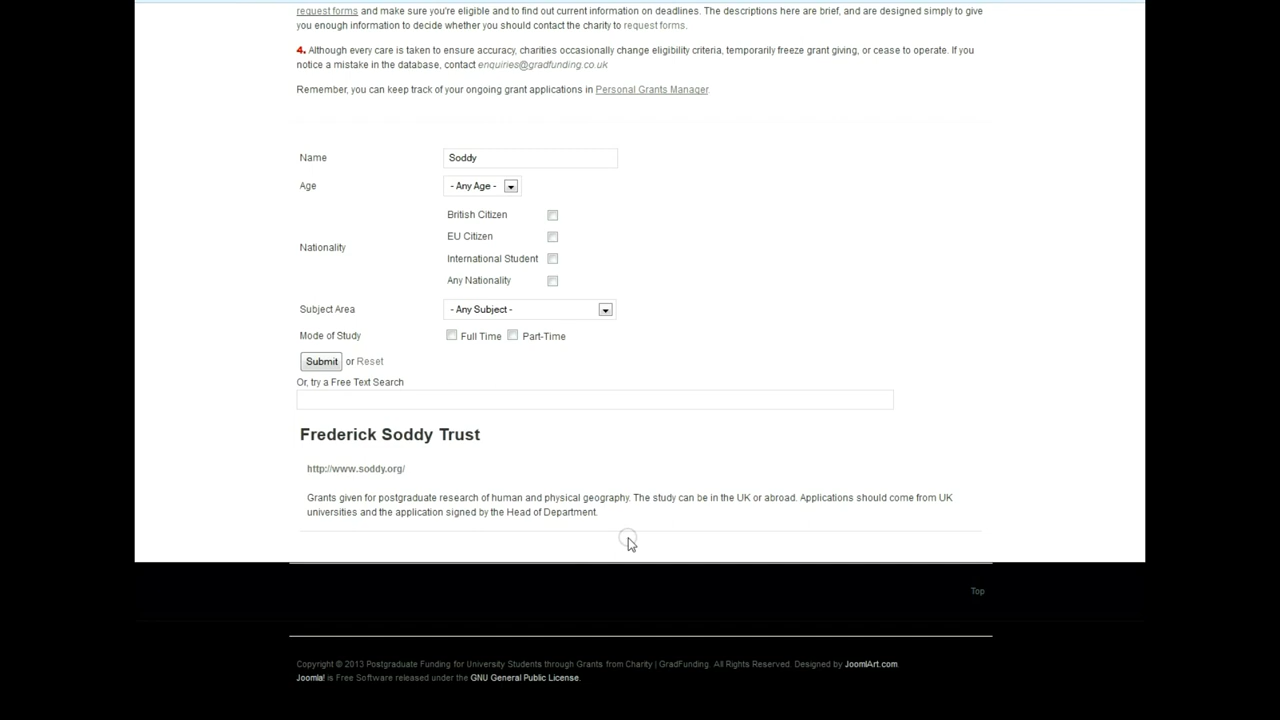 request forms and make sure you're eligible and to find out current information on deadlines. The descriptions here are brief, and are designed simply to give
you enough information to decide whether you should contact the charity to request forms.
4. Although every care is taken to ensure accuracy, charities occasionally change eligibility criteria, temporarily freeze grant giving, or cease to operate. If you
notice a mistake in the database, contact enquiries@gradfunding.co.uk
Remember, you can keep track of your ongoing grant applications in Personal Grants Manager.
Name Soddy
Age - Any Age -
British Citizen
EU Citizen
Nationality
International Student
Any Nationality
Subject Area - Any Subject -
Mode of Study Full Time Part-Time
Submit or Reset
Or, try a Free Text Search
Frederick Soddy Trust
http://www.soddy.org/
Grants given for postgraduate research of human and physical geography. The study can be in the UK or abroad. Applications should come from UK
universities and the application signed by the Head of Department.
Top
Copyright © 2013 Postgraduate Funding for University Students through Grants from Charity | GradFunding. All Rights Reserved. Designed by JoomlArt.com
Joomla! is Free Software released under the GNU General Public License.